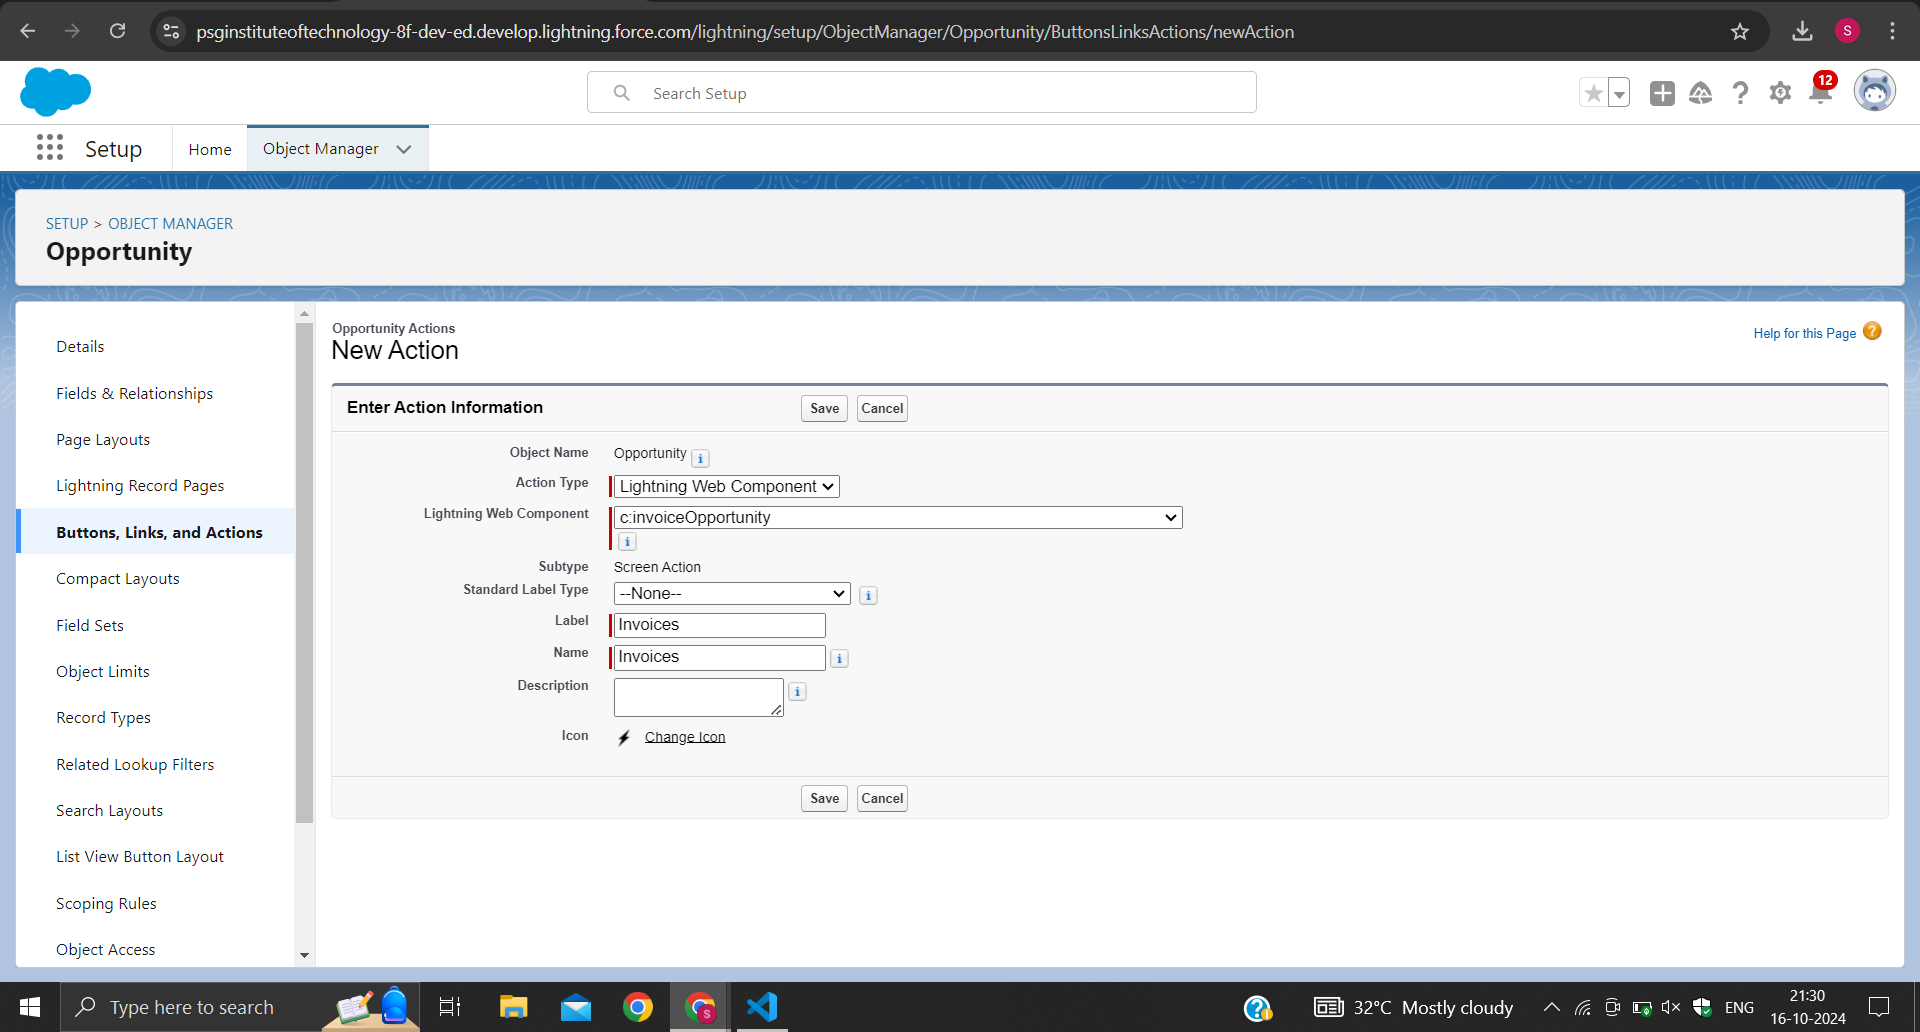 psginstituteoftechnology-8f-dev-ed.develop.lightning.force.com/lightning/setup/ObjectManager/Opportunity/ButtonsLinksActions/newAction
S
Search Setup
12
Setup
Home
Object Manager
SETUP > OBJECT MANAGER
Opportunity
Details
Fields & Relationships
Page Layouts
Lightning Record Pages
Buttons, Links, and Actions
Compact Layouts
Field Sets
Object Limits
Record Types
Related Lookup Filters
Search Layouts
List View Button Layout
Scoping Rules
Object Access
Opportunity Actions
New Action
Help for this Page ?
Enter Action Information
Save
Cancel
Object Name Opportunity i
Action Type Lightning Web Component
Lightning Web Component c:invoiceOpportunity
i
Subtype Screen Action
Standard Label Type --None-- i
Label Invoices
Name Invoices i
Description i
Icon Change Icon
Save
Cancel
Type here to search
S
32°C Mostly cloudy
ENG
21:30
16-10-2024